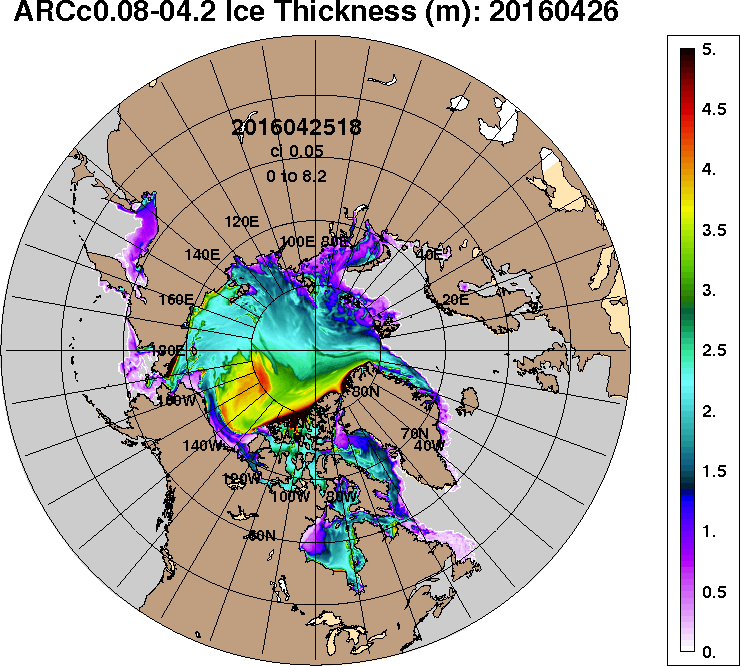 ARCc0.08-04.2 Ice Thickness (m): 20160426
5.
2016042518
ci 0.05
0 to 8.2
4.5
4.
3.5
3.
2.5
2.
1.5
1.
0.5
0.
120E
100E
80E
40E
140E
160E
20E
180E
160W
80N
140W
70N
40W
120W
100W
80W
60N